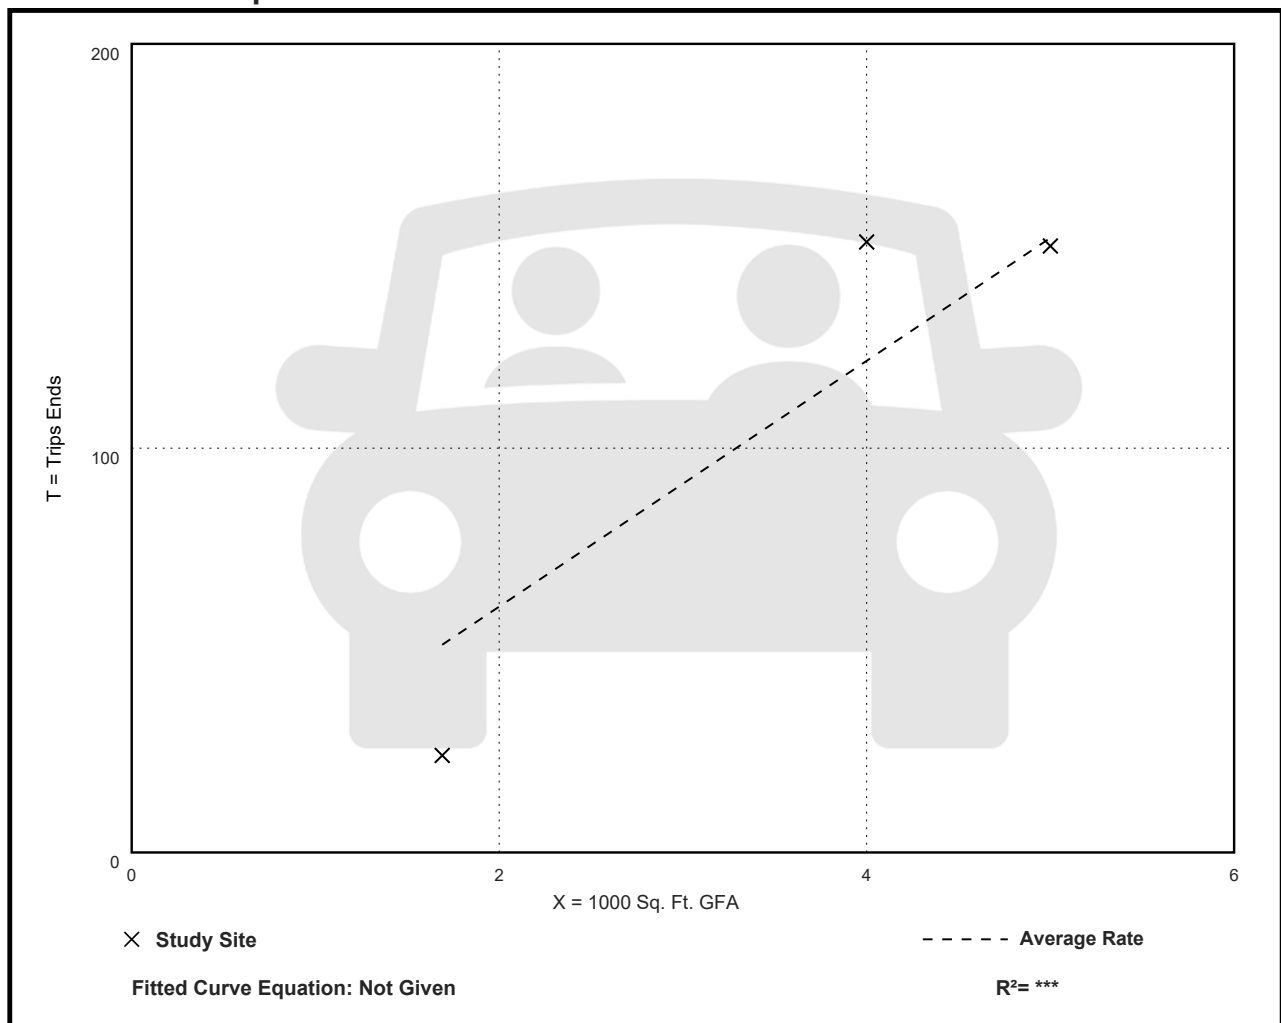 200
100
0
T = Trips Ends
0 2 4 6
X = 1000 Sq. Ft. GFA
Study Site
Average Rate
Fitted Curve Equation: Not Given
R²= ***